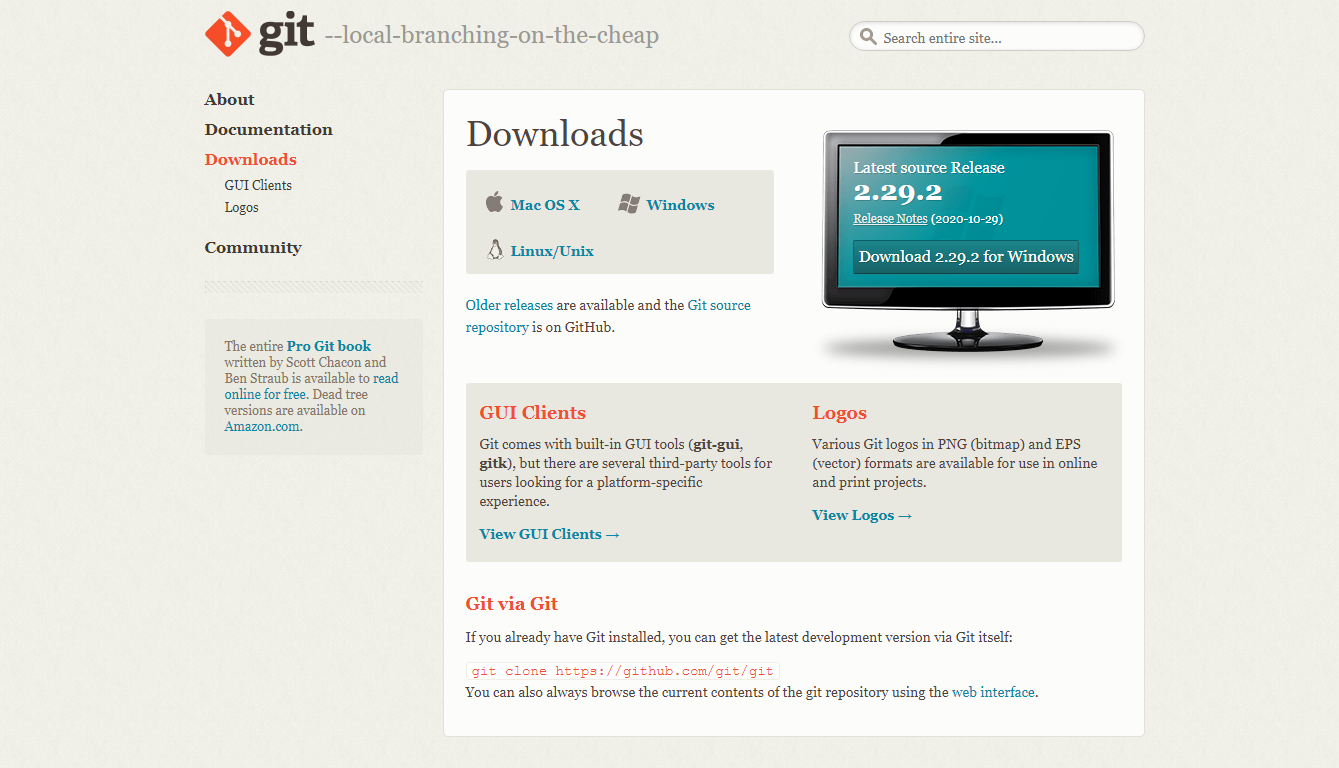 git --local-branching-on-the-cheap
Search entire site...
About
Documentation
Downloads
GUI Clients
Logos
Community
The entire Pro Git book
written by Scott Chacon and
Ben Straub is available to read
online for free. Dead tree
versions are available on
Amazon.com.
Downloads
Mac OS X
Windows
Linux/Unix
Older releases are available and the Git source
repository is on GitHub.
Latest source Release
2.29.2
Release Notes (2020-10-29)
Download 2.29.2 for Windows
GUI Clients
Git comes with built-in GUI tools (git-gui,
gitk), but there are several third-party tools for
users looking for a platform-specific
experience.
View GUI Clients →
Logos
Various Git logos in PNG (bitmap) and EPS
(vector) formats are available for use in online
and print projects.
View Logos →
Git via Git
If you already have Git installed, you can get the latest development version via Git itself:
git clone https://github.com/git/git
You can also always browse the current contents of the git repository using the web interface.